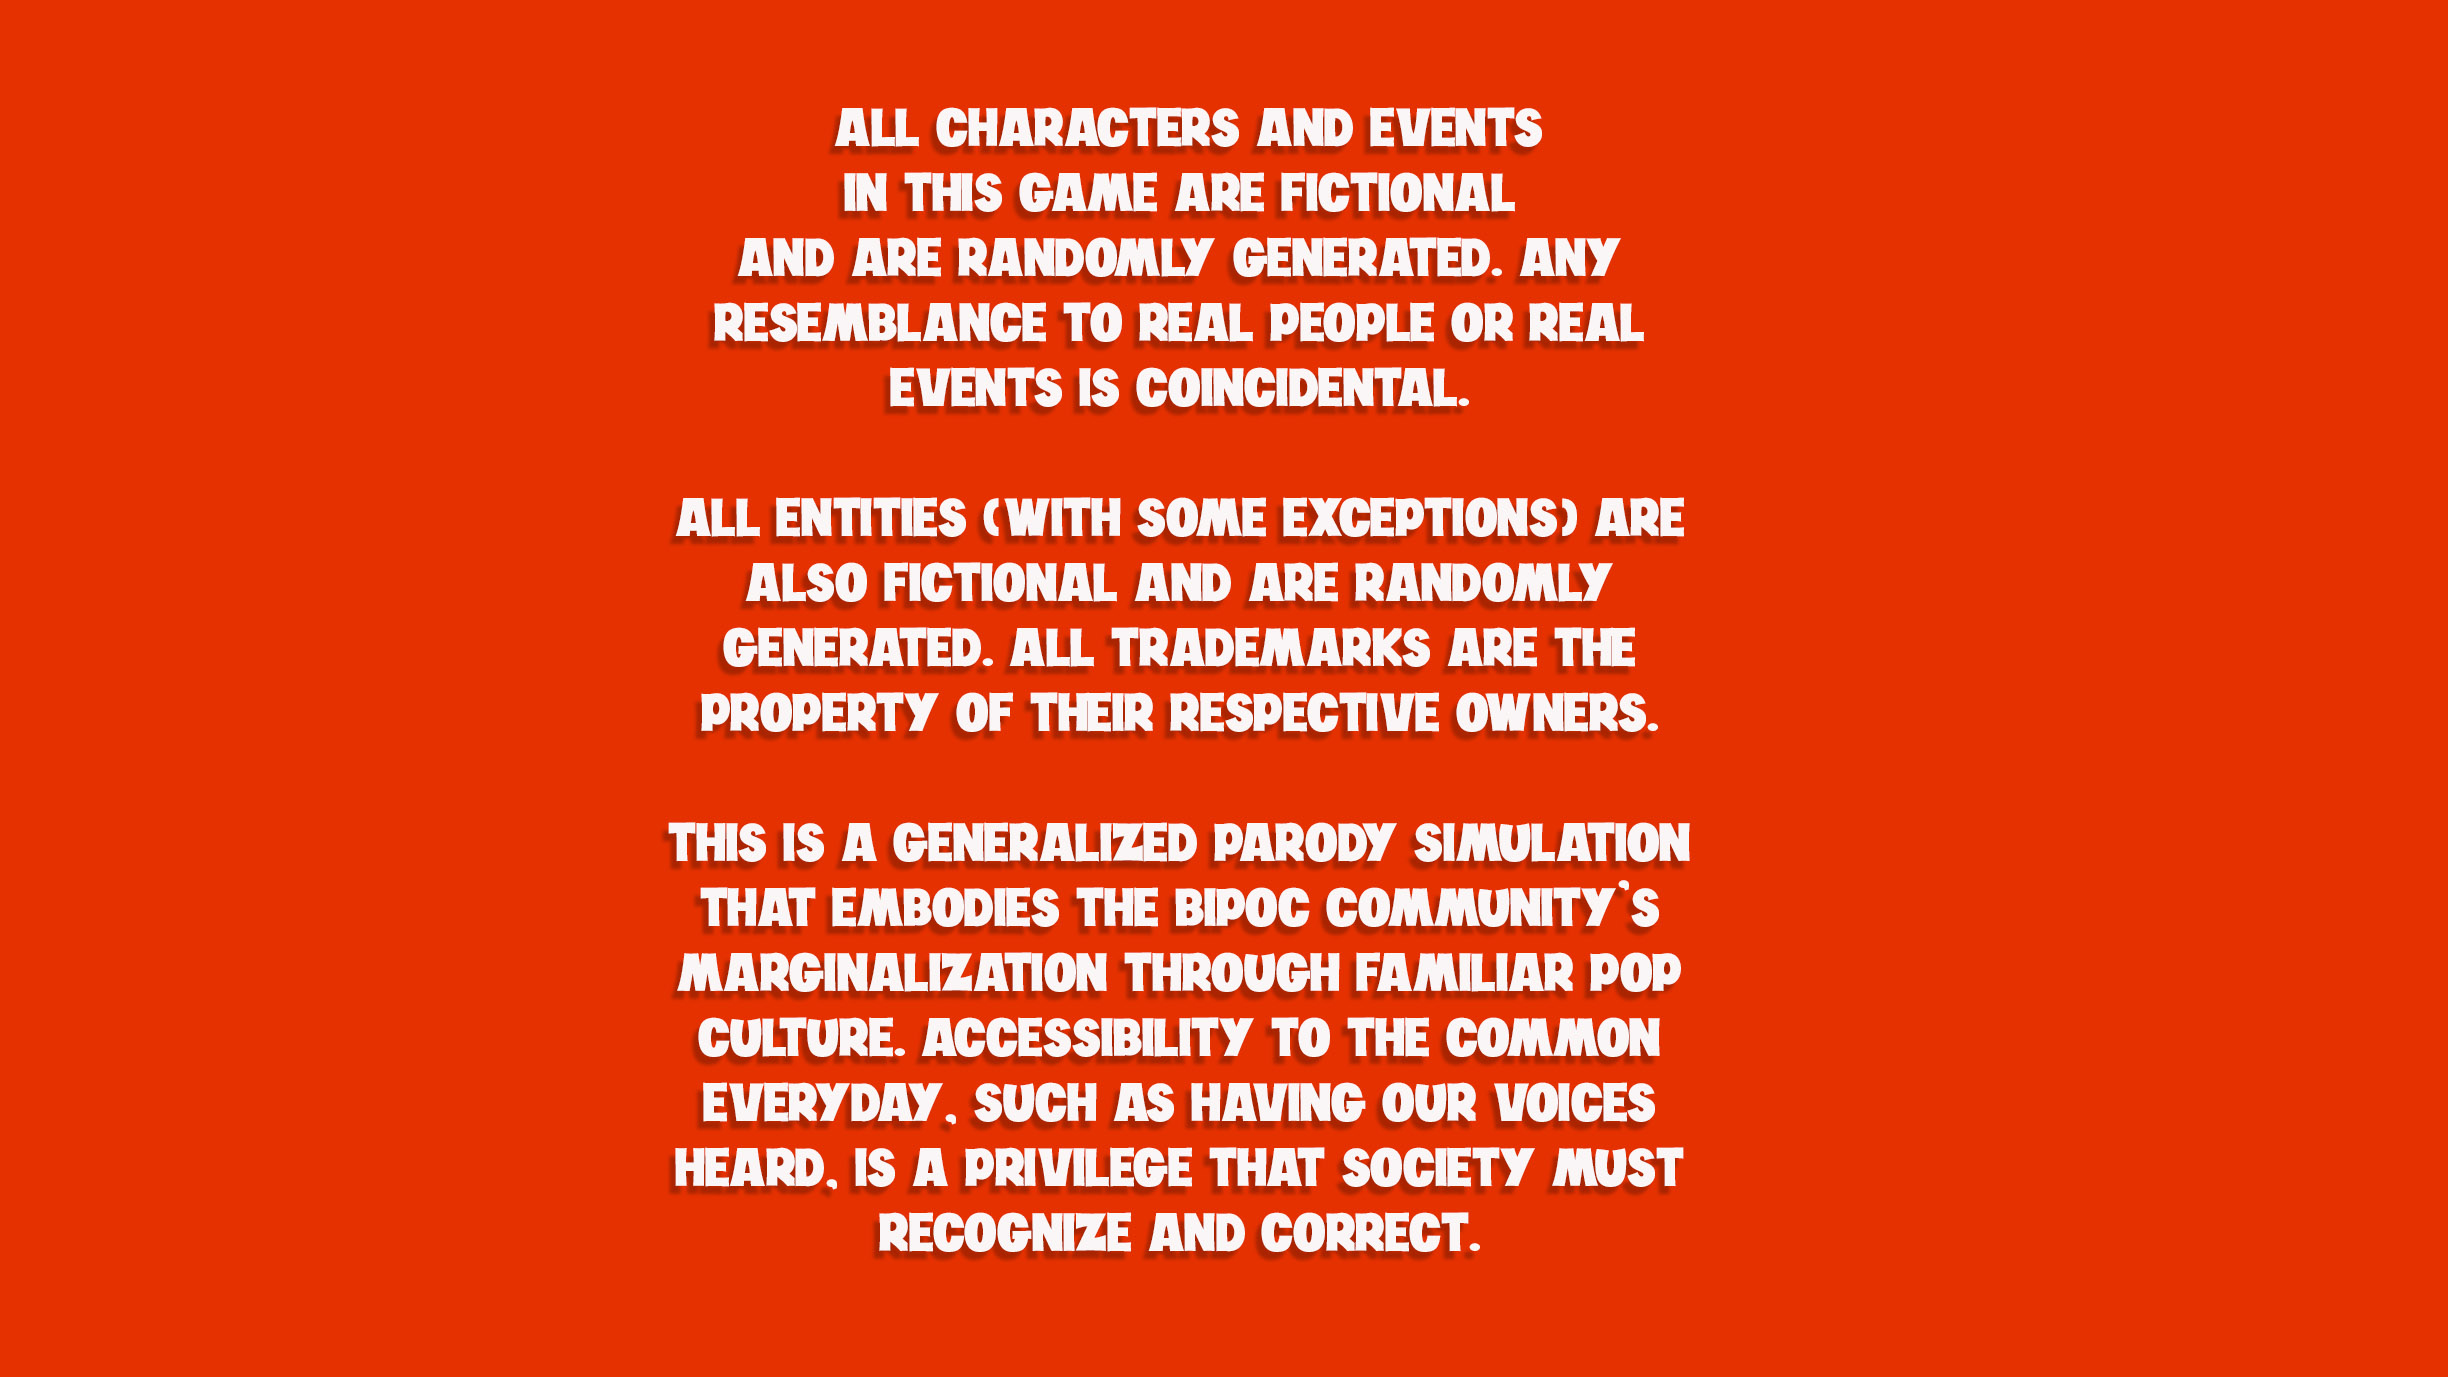 ALL CHARACTERS AND EVENTS
IN THIS GAME ARE FICTIONAL
AND ARE RANDOMLY GENERATED. ANY
RESEMBLANCE TO REAL PEOPLE OR REAL
EVENTS IS COINCIDENTAL.
ALL ENTITIES (WITH SOME EXCEPTIONS) ARE
ALSO FICTIONAL AND ARE RANDOMLY
GENERATED. ALL TRADEMARKS ARE THE
PROPERTY OF THEIR RESPECTIVE OWNERS.
THIS IS A GENERALIZED PARODY SIMULATION
THAT EMBODIES THE BIPOC COMMUNITY'S
MARGINALIZATION THROUGH FAMILIAR POP
CULTURE. ACCESSIBILITY TO THE COMMON
EVERYDAY, SUCH AS HAVING OUR VOICES
HEARD, IS A PRIVILEGE THAT SOCIETY MUST
RECOGNIZE AND CORRECT.